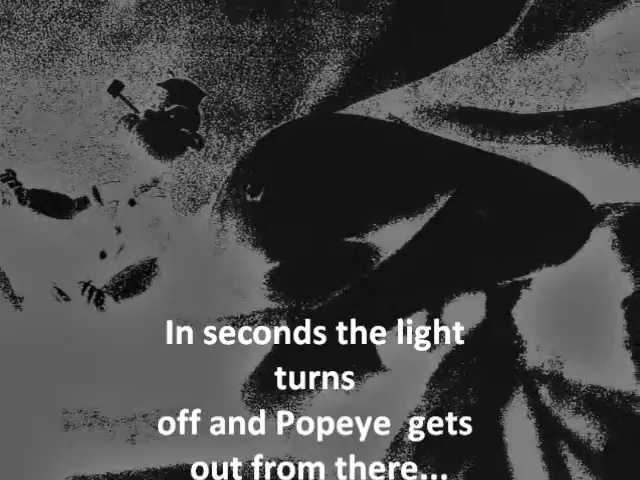 In seconds the light
turns
off and Popeye  gets
out from there...